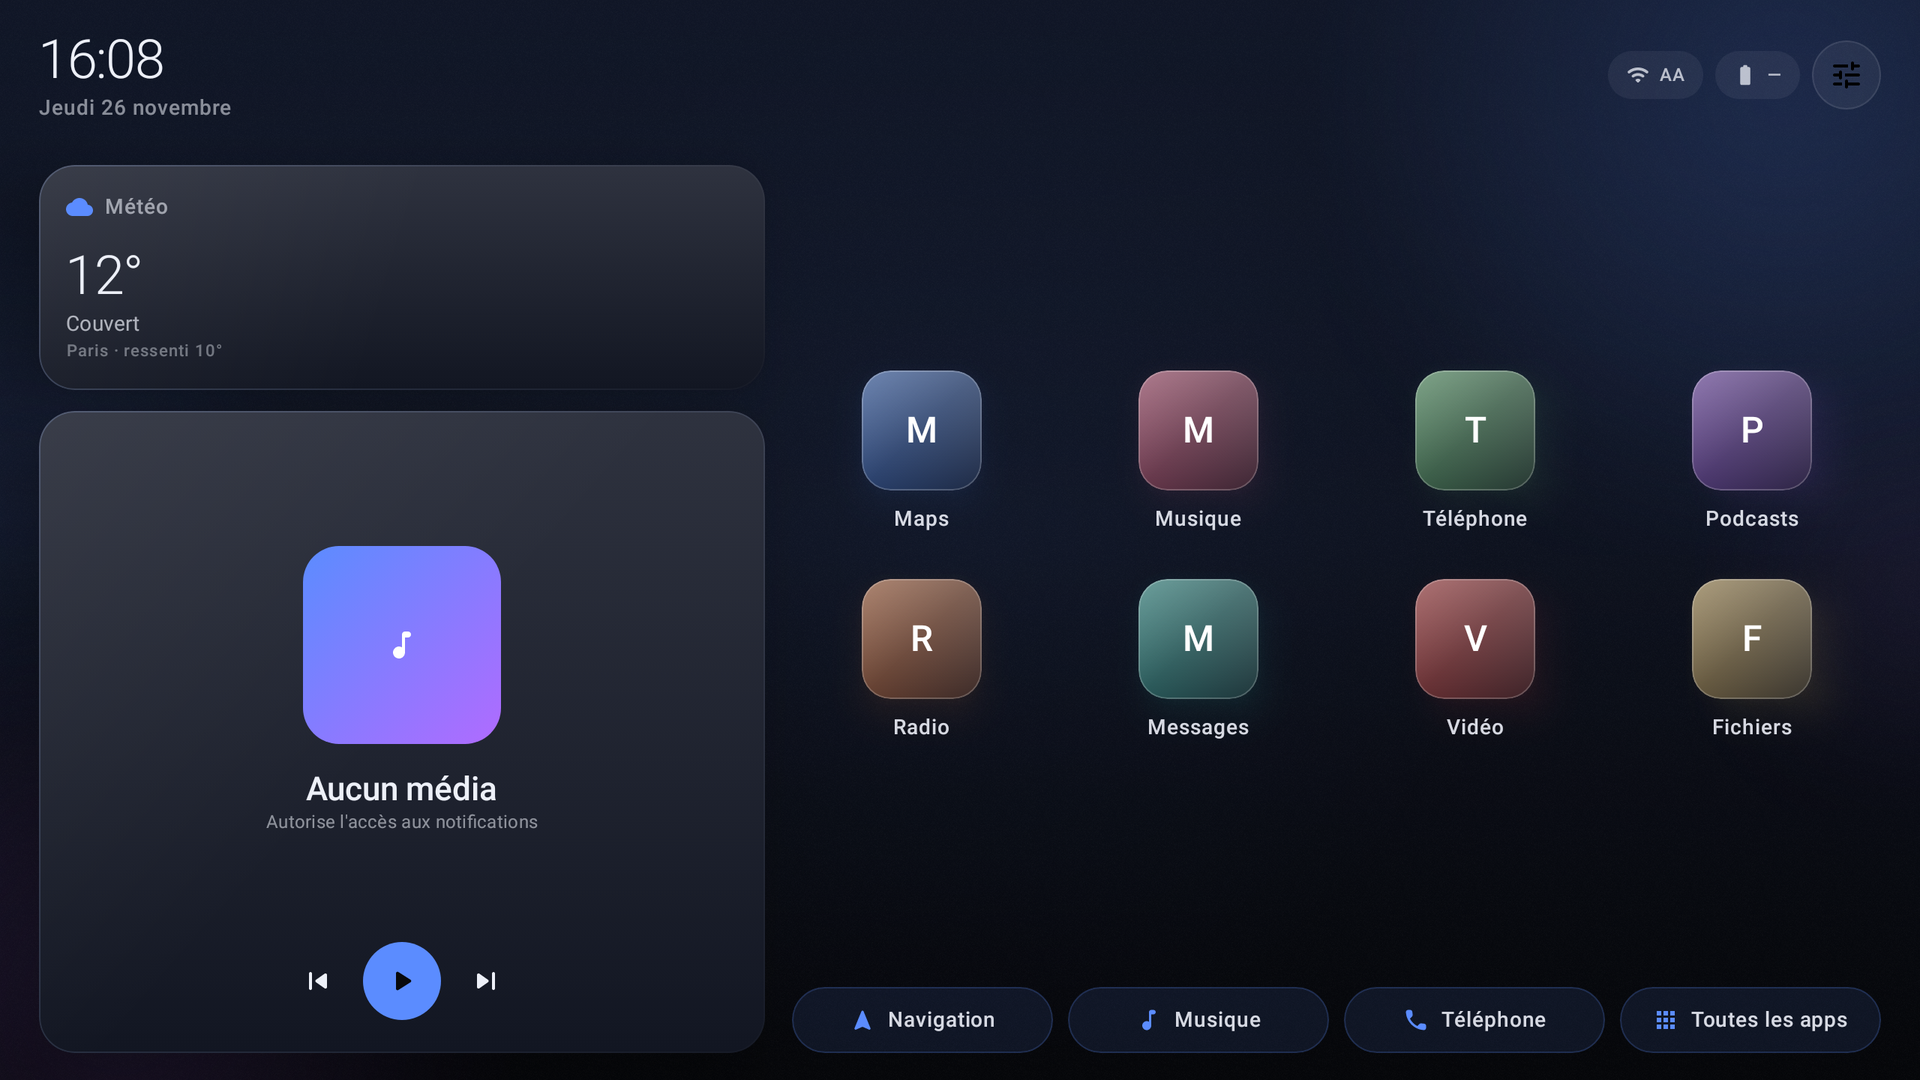 16:08
Jeudi 26 novembre
AA
–
Météo
12°
Couvert
Paris · ressenti 10°
Aucun média
Autorise l'accès aux notifications
M
M
T
P
Maps
Musique
Téléphone
Podcasts
R
M
V
F
Radio
Messages
Vidéo
Fichiers
Navigation
Musique
Téléphone
Toutes les apps